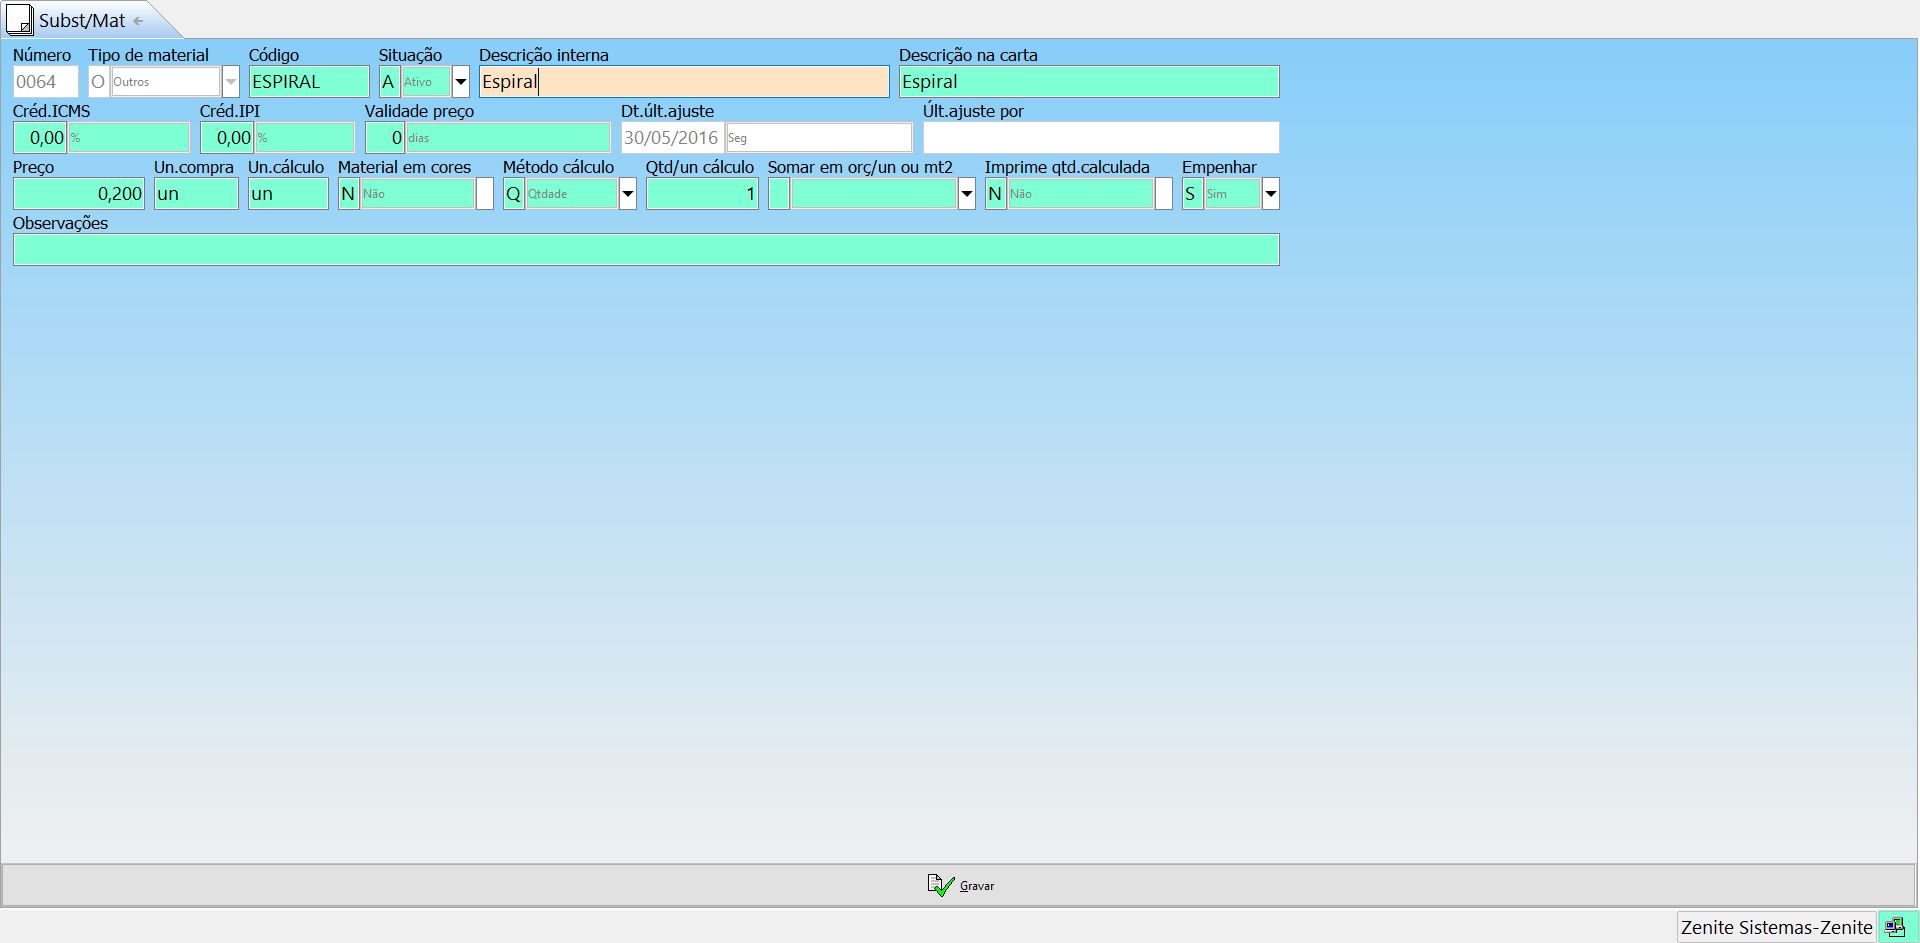 Subst/Mat
Número Tipo de material Código Situação Descrição interna Descrição na carta
0064 O Outros ESPIRAL A Ativo Espiral Espiral
Créd.ICMS Créd.IPI Validade preço Dt.últ.ajuste Últ.ajuste por
0,00 % 0,00 % 0 dias 30/05/2016 Seg
Preço Un.compra Un.cálculo Material em cores Método cálculo Qtd/un cálculo Somar em orç/un ou mt2 Imprime qtd.calculada Empenhar
0,200 un un N Não Q Qtdade 1 N Não S Sim
Observações
Gravar
Zenite Sistemas-Zenite